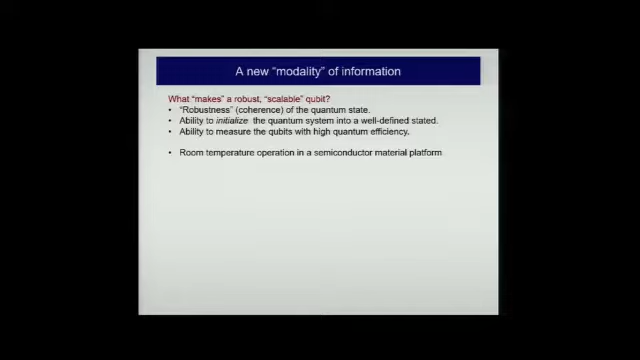 A new “modality” of information
What “makes” a robust, “scalable” qubit?
• “Robustness” (coherence) of the quantum state.
• Ability to initialize the quantum system into a well-defined stated.
• Ability to measure the qubits with high quantum efficiency.
• Room temperature operation in a semiconductor material platform